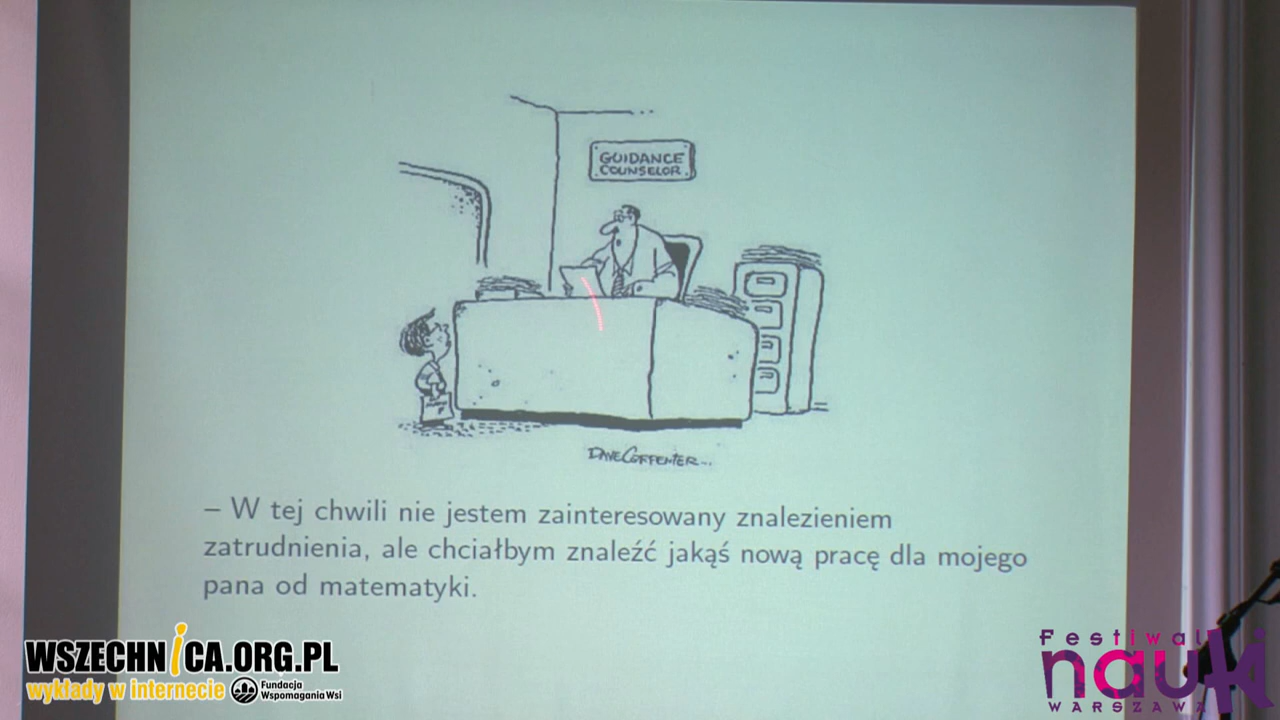 GUIDANCE
COUNSELOR
DAVE CARPENTER...
– W tej chwili nie jestem zainteresowany znalezieniem
zatrudnienia, ale chciałbym znaleźć jakąś nową pracę dla mojego
pana od matematyki.
WSZECHNICA.ORG.PL
wykłady w internecie
Fundacja
Wspomagania Wsi
Festiwal
nauki
WARSZAWA